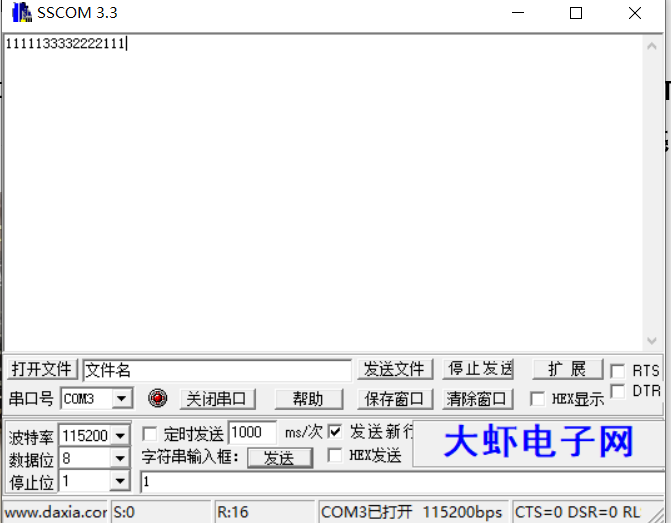 SSCOM 3.3
1111133332222111
打开文件 文件名 发送文件 停止发送 扩 展 RTS
串口号 COM3 关闭串口 帮助 保存窗口 清除窗口 HEX显示 DTR
波特率 115200 定时发送 1000 ms/次 发送新行 大虾电子网
数据位 8 字符串输入框: 发送 HEX发送
停止位 1 1
www.daxia.cor S:0 R:16 COM3已打开 115200bps CTS=0 DSR=0 RL